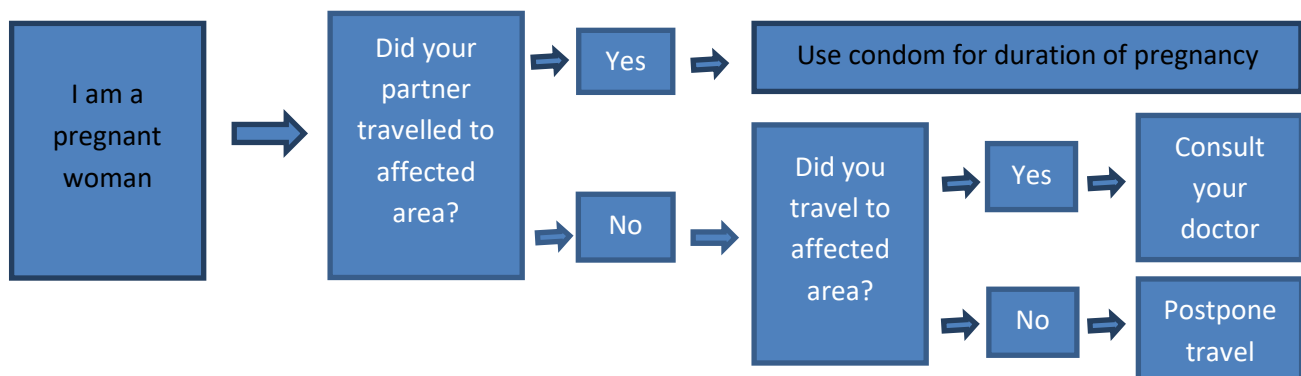 I am a
pregnant
woman
Did your
partner
travelled to
affected
area?
Yes
Use condom for duration of pregnancy
No
Did you
travel to
affected
area?
Yes
Consult
your
doctor
No
Postpone
travel